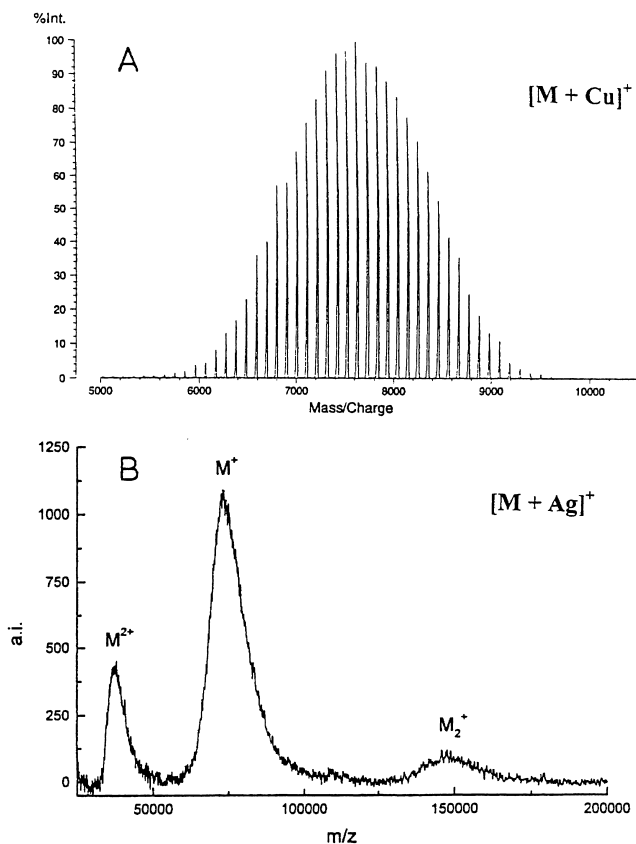 %Int.
A
[M + Cu]⁺
100
90
80
70
60
50
40
30
20
10
0
5000 6000 7000 8000 9000 10000
Mass/Charge
B
M⁺
[M + Ag]⁺
M²⁺
M₂⁺
a.i.
1250
1000
750
500
250
0
50000 100000 150000 200000
m/z